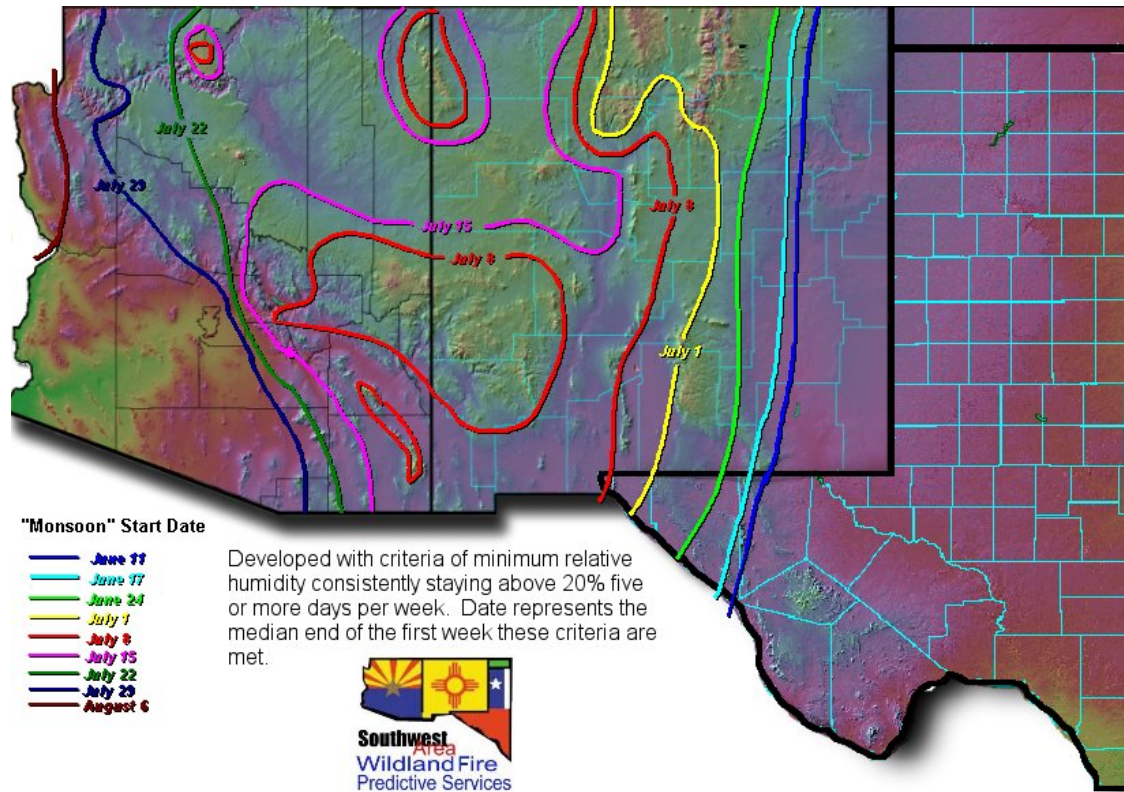 July 22
July 29
July 15
July 8
July 8
July 1
"Monsoon" Start Date
June 11
June 17
June 24
July 1
July 8
July 15
July 22
July 29
August 6
Developed with criteria of minimum relative
humidity consistently staying above 20% five
or more days per week. Date represents the
median end of the first week these criteria are
met.
Southwest
Area
Wildland Fire
Predictive Services